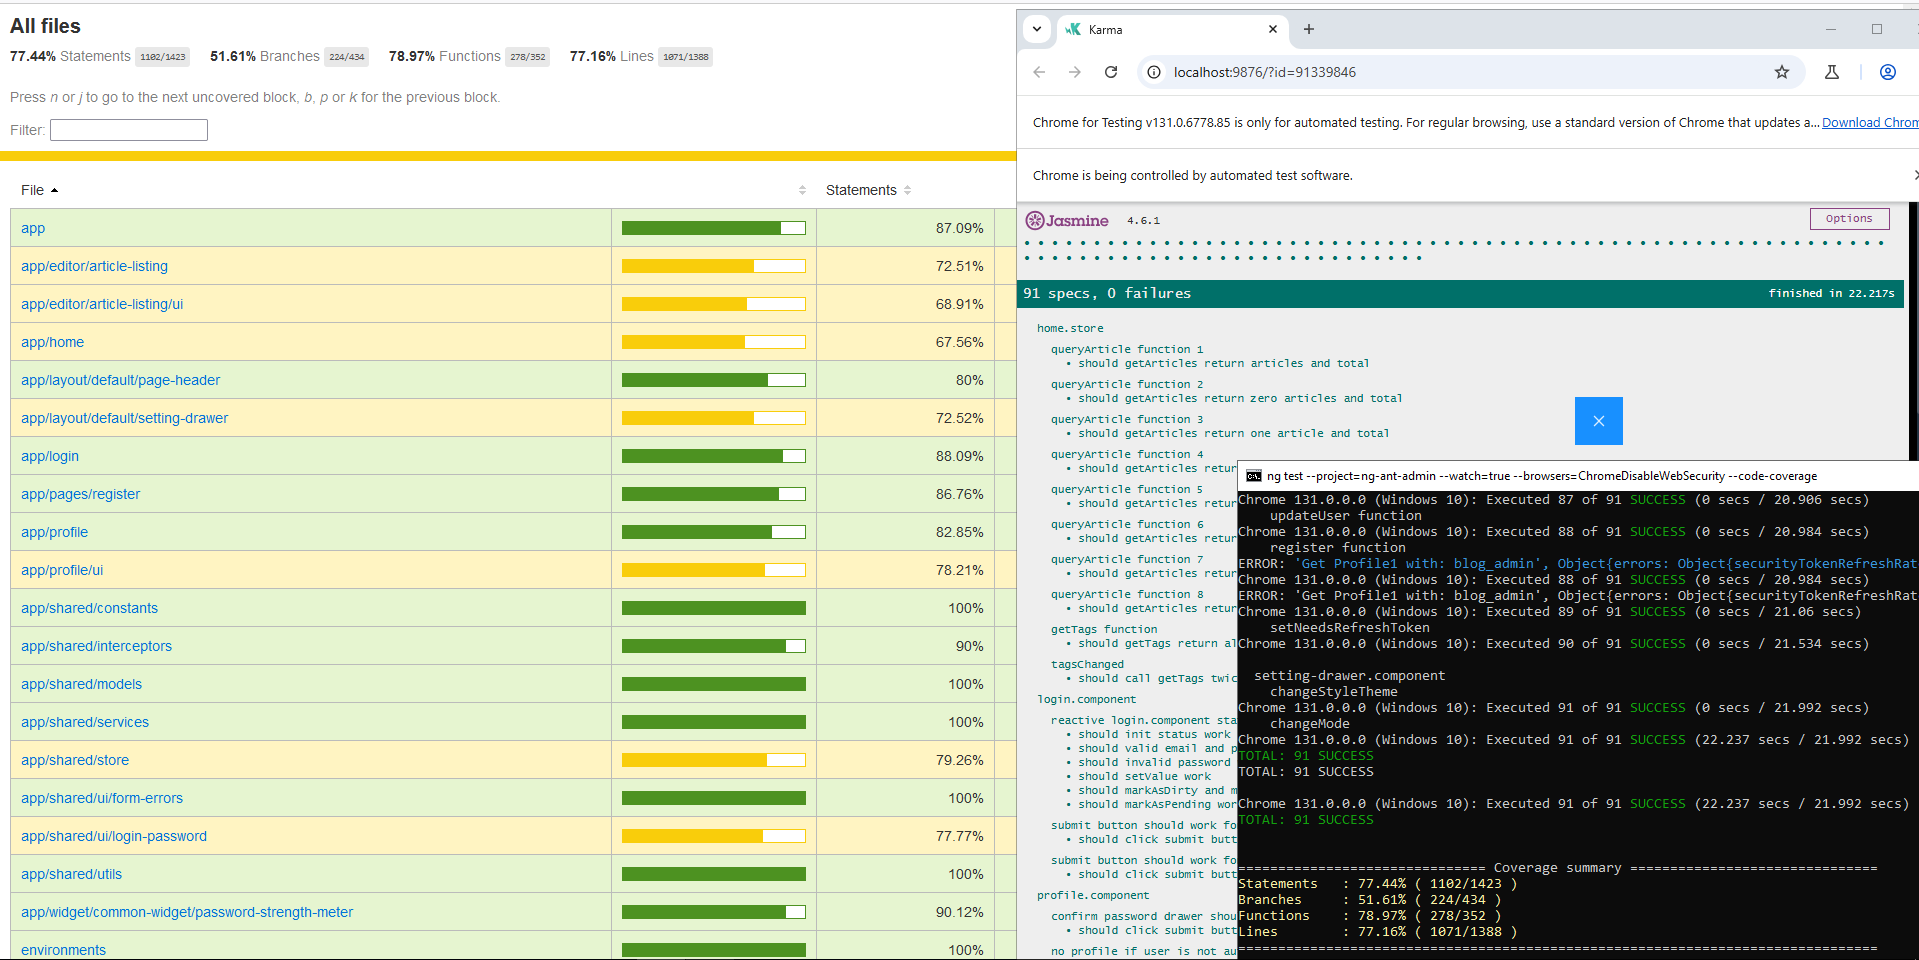 All files
77.44% Statements 1102/1423 51.61% Branches 224/434 78.97% Functions 278/352 77.16% Lines 1071/1388
Press n or j to go to the next uncovered block, b, p or k for the previous block.
Filter:
File Statements
app 87.09%
app/editor/article-listing 72.51%
app/editor/article-listing/ui 68.91%
app/home 67.56%
app/layout/default/page-header 80%
app/layout/default/setting-drawer 72.52%
app/login 88.09%
app/pages/register 86.76%
app/profile 82.85%
app/profile/ui 78.21%
app/shared/constants 100%
app/shared/interceptors 90%
app/shared/models 100%
app/shared/services 100%
app/shared/store 79.26%
app/shared/ui/form-errors 100%
app/shared/ui/login-password 77.77%
app/shared/utils 100%
app/widget/common-widget/password-strength-meter 90.12%
environments 100%
Karma
localhost:9876/?id=91339846
Chrome for Testing v131.0.6778.85 is only for automated testing. For regular browsing, use a standard version of Chrome that updates a... Download Chrom
Chrome is being controlled by automated test software.
Jasmine 4.6.1 Options
91 specs, 0 failures finished in 22.217s
home.store
queryArticle function 1
• should getArticles return articles and total
queryArticle function 2
• should getArticles return zero articles and total
queryArticle function 3
• should getArticles return one article and total
queryArticle function 4
• should getArticles retur
queryArticle function 5
• should getArticles retur
queryArticle function 6
• should getArticles retur
queryArticle function 7
• should getArticles retur
queryArticle function 8
• should getArticles retur
getTags function
• should getTags return al
tagsChanged
• should call getTags twic
login.component
reactive login.component sta
• should init status work
• should valid email and p
• should invalid password
• should setValue work
• should markAsDirty and m
• should markAsPending wor
submit button should work fo
• should click submit butt
submit button should work fo
• should click submit butt
profile.component
confirm password drawer shou
• should click submit butt
no profile if user is not au
ng test --project=ng-ant-admin --watch=true --browsers=ChromeDisableWebSecurity --code-coverage
Chrome 131.0.0.0 (Windows 10): Executed 87 of 91 SUCCESS (0 secs / 20.906 secs)
updateUser function
Chrome 131.0.0.0 (Windows 10): Executed 88 of 91 SUCCESS (0 secs / 20.984 secs)
register function
ERROR: 'Get Profile1 with: blog_admin', Object{errors: Object{securityTokenRefreshRat
Chrome 131.0.0.0 (Windows 10): Executed 88 of 91 SUCCESS (0 secs / 20.984 secs)
ERROR: 'Get Profile1 with: blog_admin', Object{errors: Object{securityTokenRefreshRat
Chrome 131.0.0.0 (Windows 10): Executed 89 of 91 SUCCESS (0 secs / 21.06 secs)
setNeedsRefreshToken
Chrome 131.0.0.0 (Windows 10): Executed 90 of 91 SUCCESS (0 secs / 21.534 secs)
setting-drawer.component
changeStyleTheme
Chrome 131.0.0.0 (Windows 10): Executed 91 of 91 SUCCESS (0 secs / 21.992 secs)
changeMode
Chrome 131.0.0.0 (Windows 10): Executed 91 of 91 SUCCESS (22.237 secs / 21.992 secs)
TOTAL: 91 SUCCESS
TOTAL: 91 SUCCESS
Chrome 131.0.0.0 (Windows 10): Executed 91 of 91 SUCCESS (22.237 secs / 21.992 secs)
TOTAL: 91 SUCCESS
=============================== Coverage summary ===============================
Statements : 77.44% ( 1102/1423 )
Branches : 51.61% ( 224/434 )
Functions : 78.97% ( 278/352 )
Lines : 77.16% ( 1071/1388 )
================================================================================